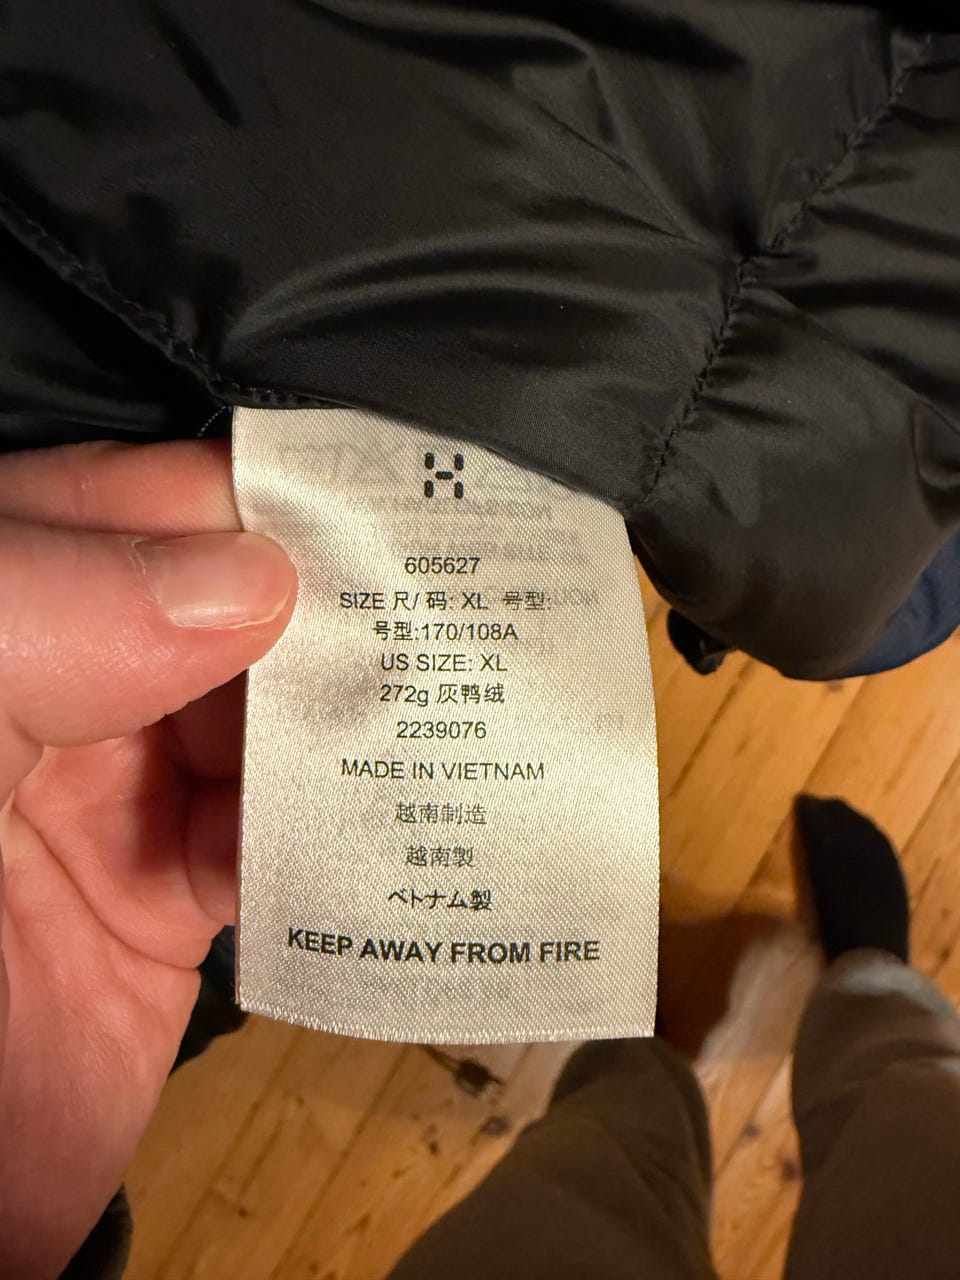 605627
SIZE 尺/ 码: XL 号型:
号型:170/108A
US SIZE: XL
272g 灰鸭绒
2239076
MADE IN VIETNAM
越南制造
越南製
ベトナム製
KEEP AWAY FROM FIRE